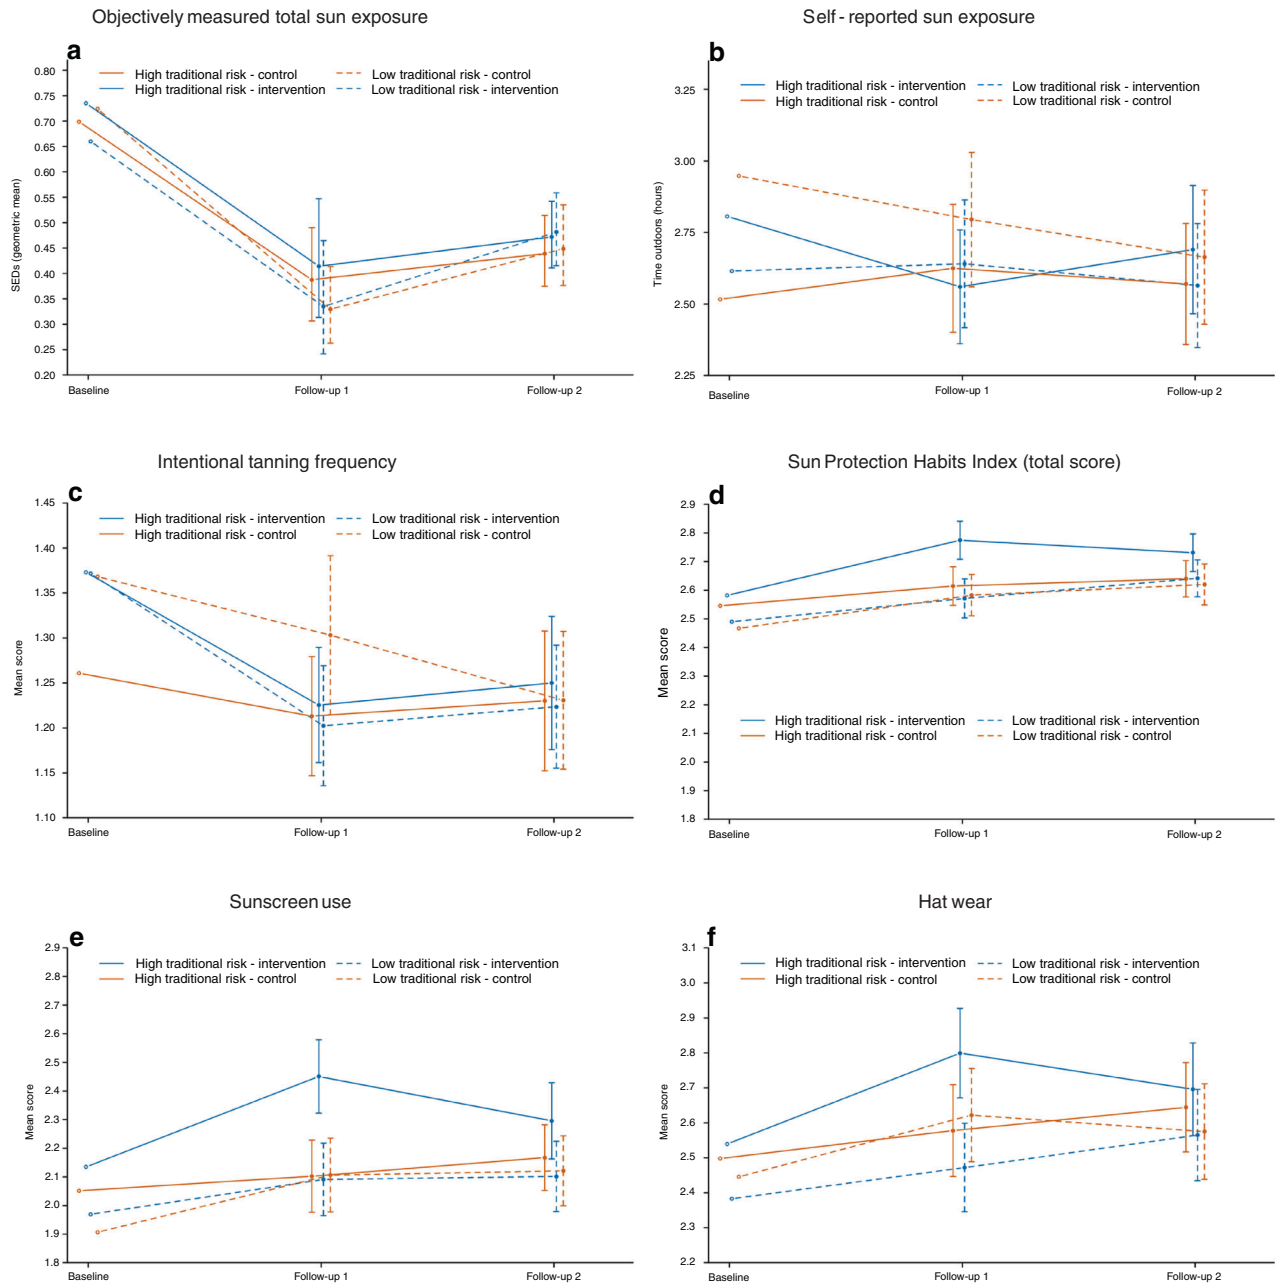 Objectively measured total sun exposure
a
High traditional risk - control
Low traditional risk - control
High traditional risk - intervention
Low traditional risk - intervention
SEDs (geometric mean)
0.80
0.75
0.70
0.65
0.60
0.55
0.50
0.45
0.40
0.35
0.30
0.25
0.20
Baseline
Follow-up 1
Follow-up 2
Self - reported sun exposure
b
High traditional risk - intervention
Low traditional risk - intervention
High traditional risk - control
Low traditional risk - control
Time outdoors (hours)
3.25
3.00
2.75
2.50
2.25
Baseline
Follow-up 1
Follow-up 2
Intentional tanning frequency
c
High traditional risk - intervention
Low traditional risk - intervention
High traditional risk - control
Low traditional risk - control
Mean score
1.45
1.40
1.35
1.30
1.25
1.20
1.15
1.10
Baseline
Follow-up 1
Follow-up 2
Sun Protection Habits Index (total score)
d
Mean score
2.9
2.8
2.7
2.6
2.5
2.4
2.3
2.2
2.1
2.0
1.9
1.8
High traditional risk - intervention
Low traditional risk - intervention
High traditional risk - control
Low traditional risk - control
Baseline
Follow-up 1
Follow-up 2
Sunscreen use
e
High traditional risk - intervention
Low traditional risk - intervention
High traditional risk - control
Low traditional risk - control
Mean score
2.9
2.8
2.7
2.6
2.5
2.4
2.3
2.2
2.1
2.0
1.9
1.8
Baseline
Follow-up 1
Follow-up 2
Hat wear
f
High traditional risk - intervention
Low traditional risk - intervention
High traditional risk - control
Low traditional risk - control
Mean score
3.1
3.0
2.9
2.8
2.7
2.6
2.5
2.4
2.3
2.2
Baseline
Follow-up 1
Follow-up 2